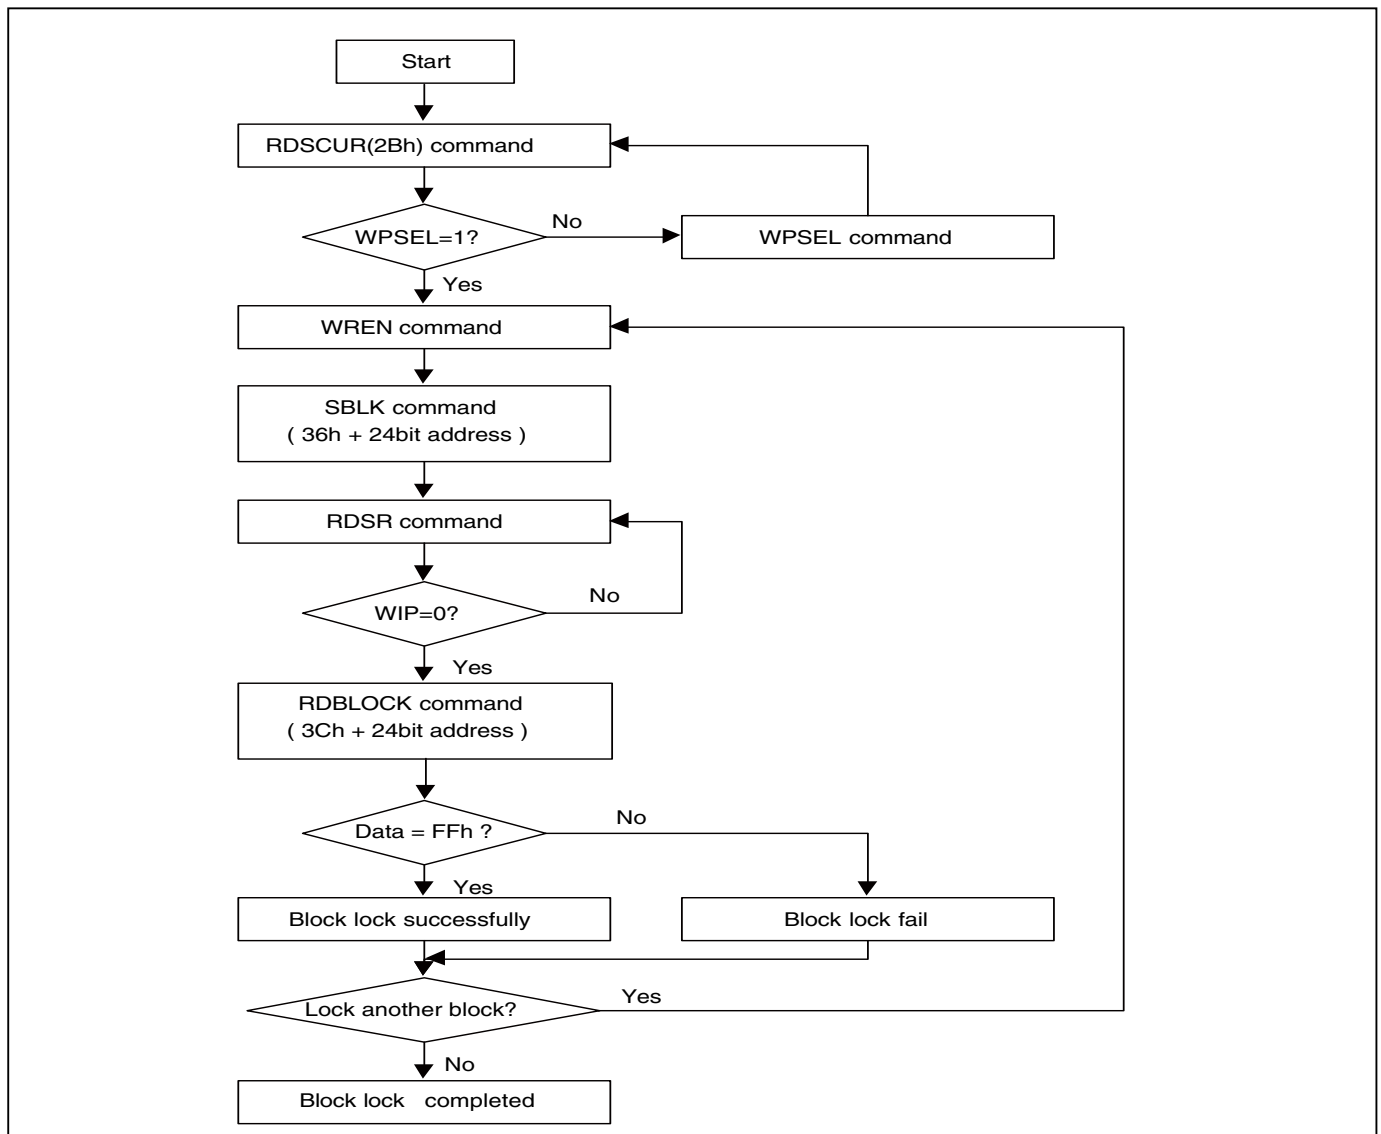 Start
RDSCUR(2Bh) command
WPSEL=1?
No
WPSEL command
Yes
WREN command
SBLK command
( 36h + 24bit address )
RDSR command
WIP=0?
No
Yes
RDBLOCK command
( 3Ch + 24bit address )
Data = FFh ?
No
Yes
Block lock successfully
Block lock fail
Lock another block?
Yes
No
Block lock completed